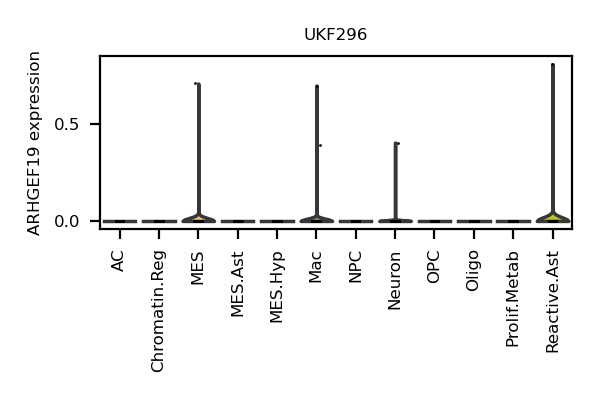 UKF296
ARHGEF19 expression
0.5
0.0
AC
Chromatin.Reg
MES
MES.Ast
MES.Hyp
Mac
NPC
Neuron
OPC
Oligo
Prolif.Metab
Reactive.Ast